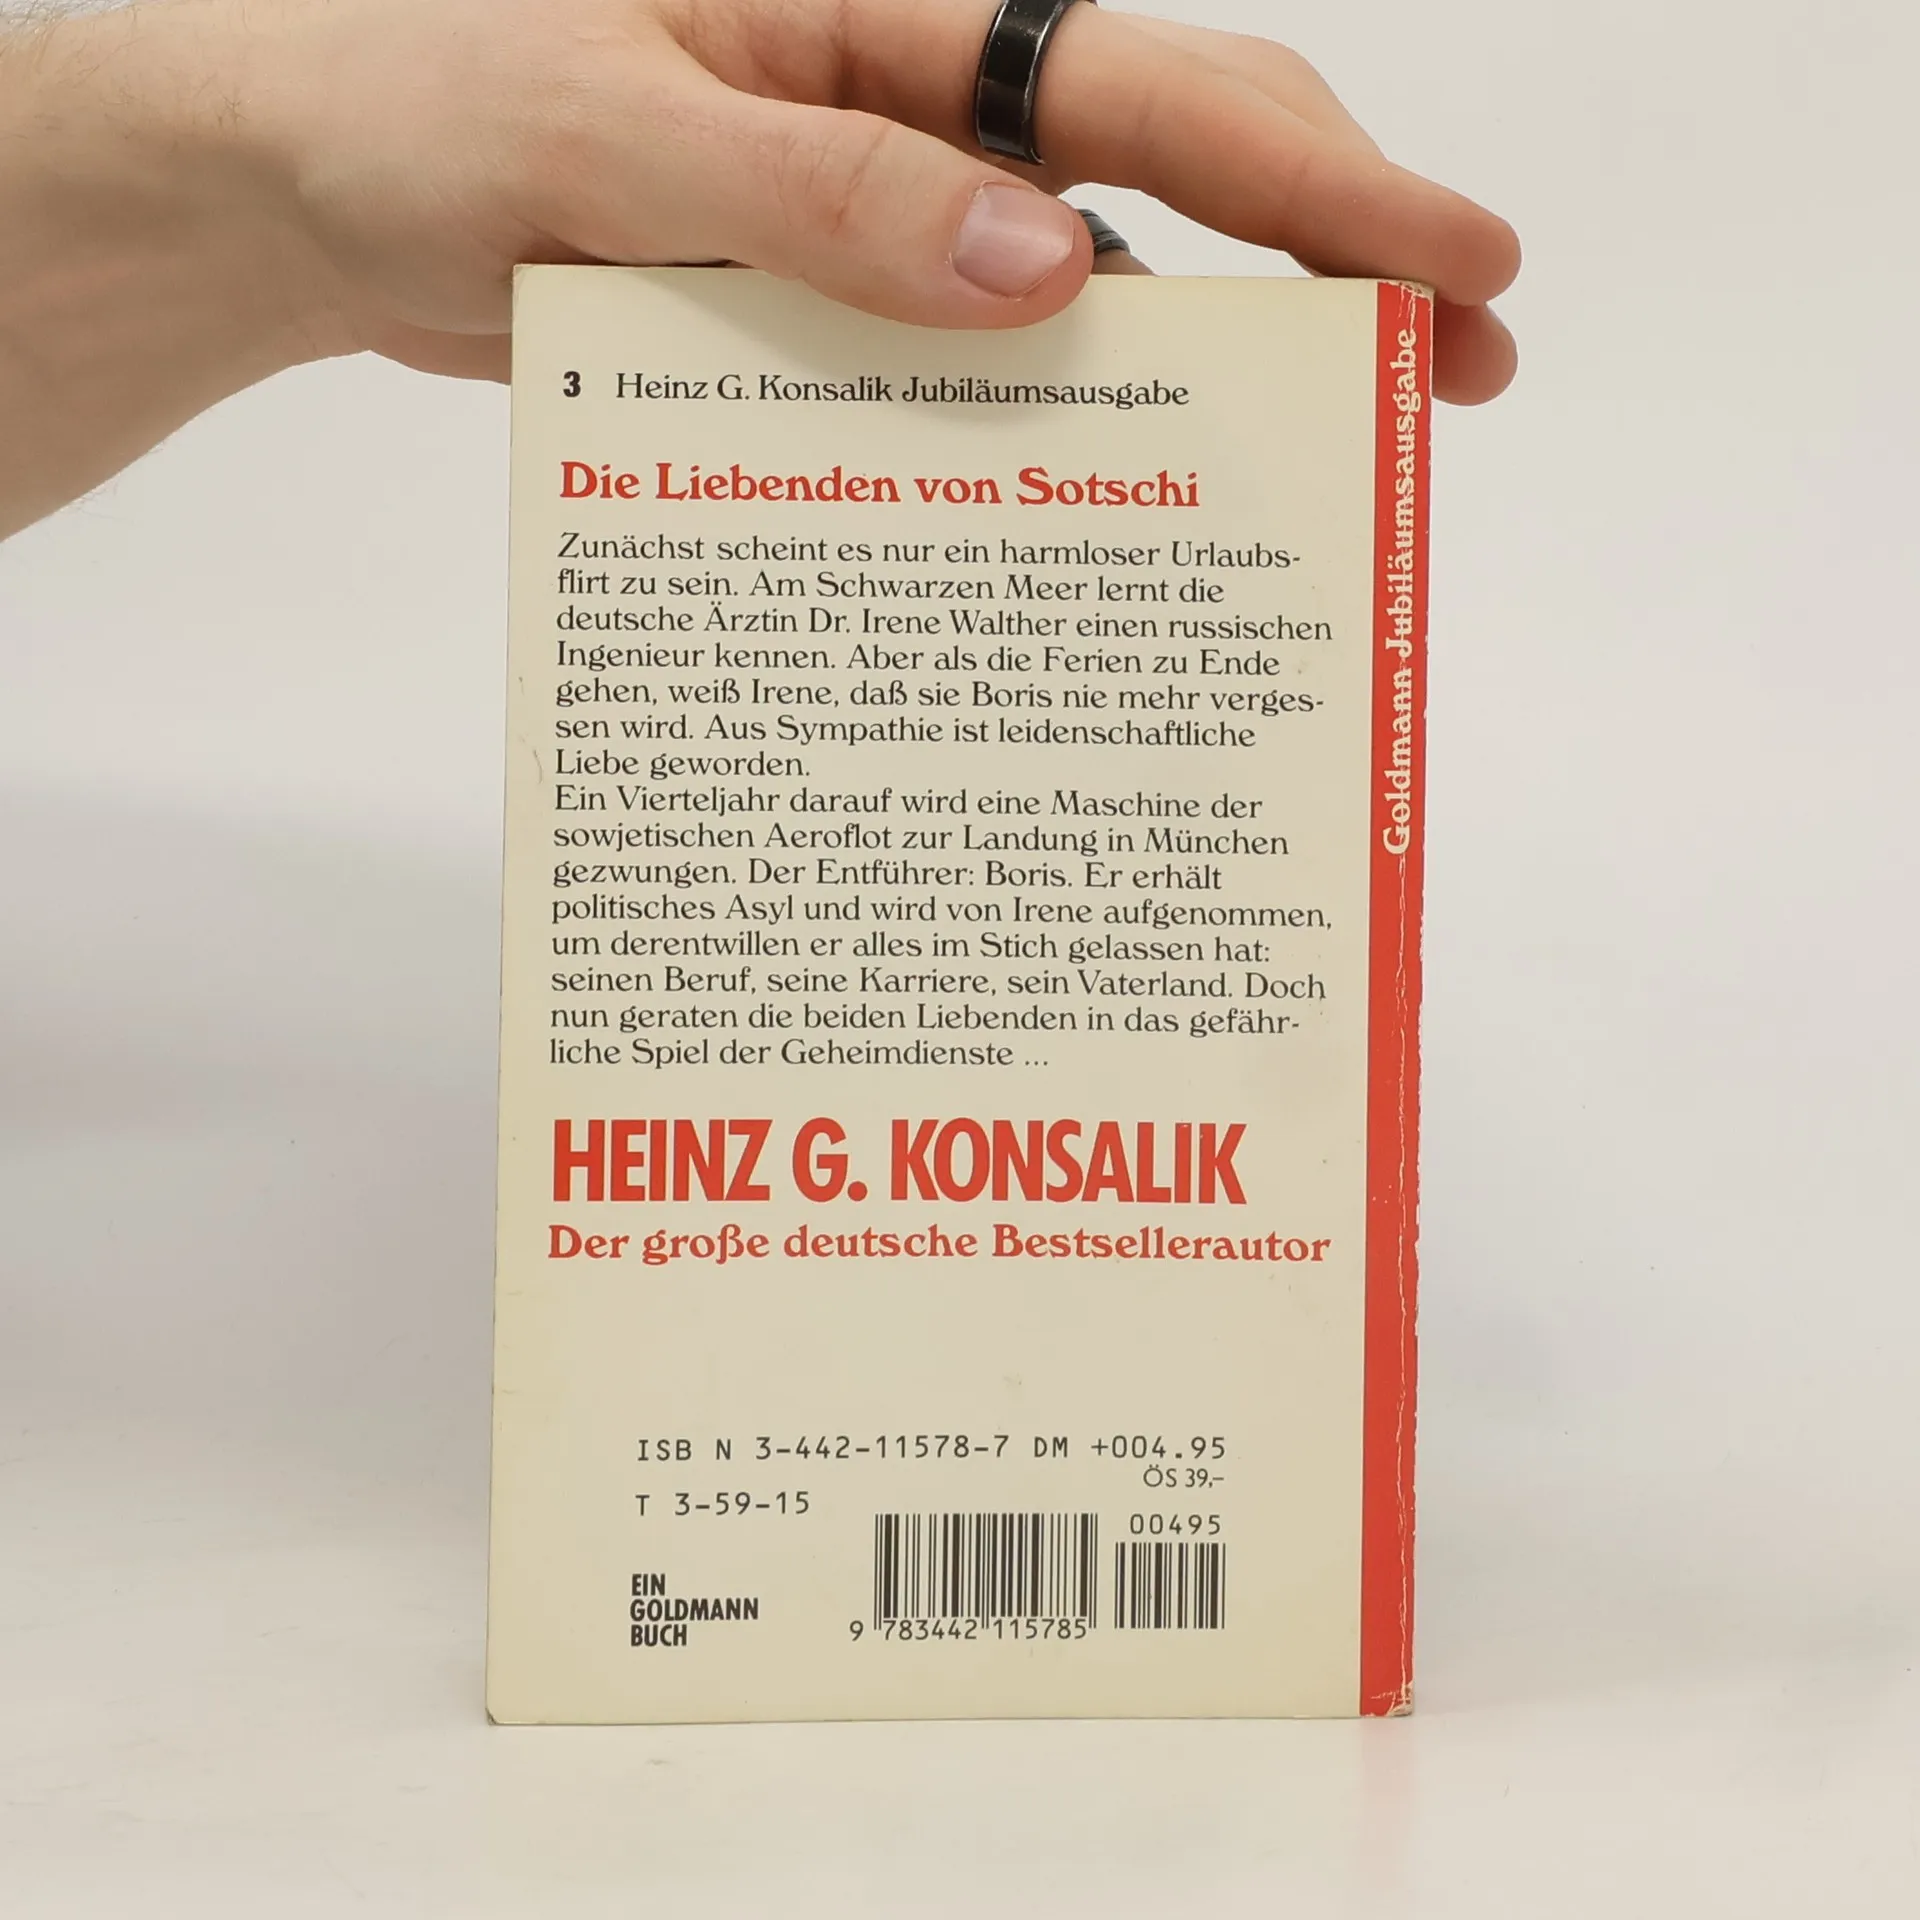 3 Heinz G. Konsalik Jubiläumsausgabe
Die Liebenden von Sotschi
Zunächst scheint es nur ein harmloser Urlaubs-
flirt zu sein. Am Schwarzen Meer lernt die
deutsche Ärztin Dr. Irene Walther einen russischen
Ingenieur kennen. Aber als die Ferien zu Ende
gehen, weiß Irene, daß sie Boris nie mehr verges-
sen wird. Aus Sympathie ist leidenschaftliche
Liebe geworden.
Ein Vierteljahr darauf wird eine Maschine der
sowjetischen Aeroflot zur Landung in München
gezwungen. Der Entführer: Boris. Er erhält
politisches Asyl und wird von Irene aufgenommen,
um derentwillen er alles im Stich gelassen hat:
seinen Beruf, seine Karriere, sein Vaterland. Doch
nun geraten die beiden Liebenden in das gefähr-
liche Spiel der Geheimdienste ...
HEINZ G. KONSALIK
Der große deutsche Bestsellerautor
ISB N 3-442-11578-7 DM +004.95
ÖS 39,-
T 3-59-15
00495
EIN
GOLDMANN
BUCH
9 783442 115785
Goldmann Jubiläumsausgabe